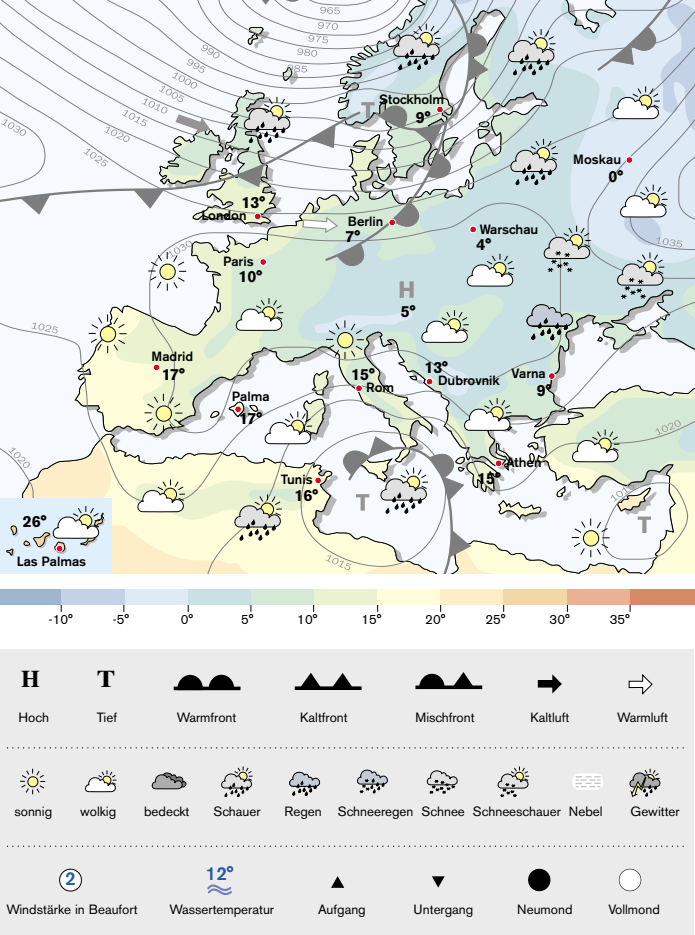 965
970
975
980
985
990
995
1000
1005
1010
1015
1020
1025
1030
T
Stockholm
9°
Moskau
0°
13°
London
Berlin
7°
Warschau
4°
1030
1035
Paris
10°
H
5°
1025
Madrid
17°
15°
Rom
13°
Dubrovnik
Varna
9°
Palma
17°
1020
1020
Athen
15°
Tunis
16°
T
T
1015
26°
Las Palmas
-10° -5° 0° 5° 10° 15° 20° 25° 30° 35°
H T
Hoch Tief Warmfront Kaltfront Mischfront Kaltluft Warmluft
sonnig wolkig bedeckt Schauer Regen Schneeregen Schnee Schneeschauer Nebel Gewitter
2 12°
Windstärke in Beaufort Wassertemperatur Aufgang Untergang Neumond Vollmond